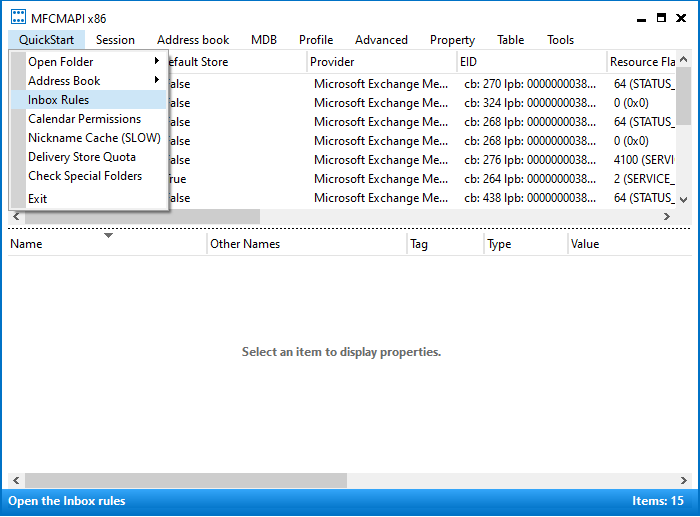 MFCMAPI x86
QuickStart Session Address book MDB Profile Advanced Property Table Tools
efault Store Provider EID Resource Fla
Open Folder
Address Book
Inbox Rules
Calendar Permissions
Nickname Cache (SLOW)
Delivery Store Quota
Check Special Folders
Exit
alse Microsoft Exchange Me... cb: 270 lpb: 0000000038... 64 (STATUS_
alse Microsoft Exchange Me... cb: 324 lpb: 0000000038... 0 (0x0)
alse Microsoft Exchange Me... cb: 268 lpb: 0000000038... 64 (STATUS_
alse Microsoft Exchange Me... cb: 268 lpb: 0000000038... 0 (0x0)
alse Microsoft Exchange Me... cb: 276 lpb: 0000000038... 4100 (SERVI
rue Microsoft Exchange Me... cb: 264 lpb: 0000000038... 2 (SERVICE_
alse Microsoft Exchange Me... cb: 438 lpb: 0000000038... 64 (STATUS_
Name Other Names Tag Type Value
Select an item to display properties.
Open the Inbox rules Items: 15